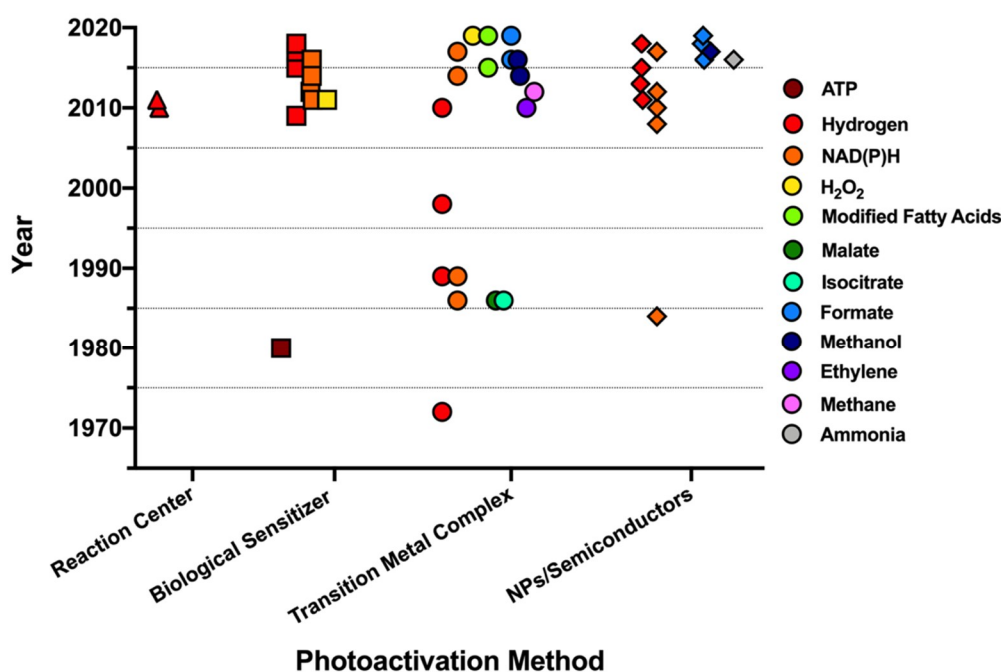 2020
2010
2000
1990
1980
1970
Year
Reaction Center
Biological Sensitizer
Transition Metal Complex
NPs/Semiconductors
Photoactivation Method
ATP
Hydrogen
NAD(P)H
H₂O₂
Modified Fatty Acids
Malate
Isocitrate
Formate
Methanol
Ethylene
Methane
Ammonia